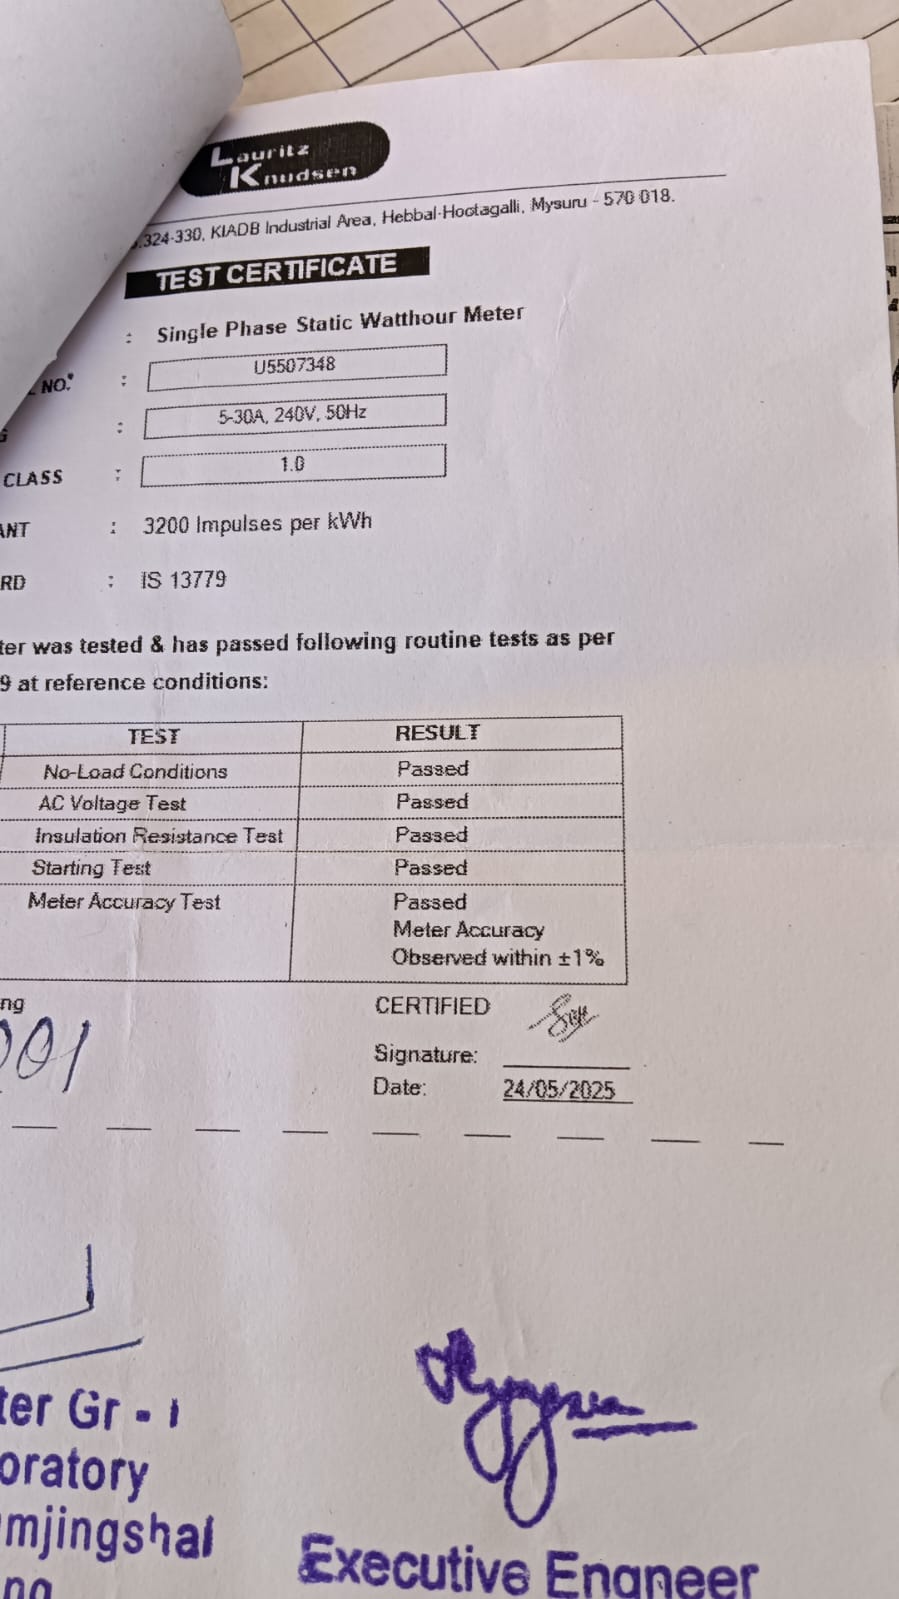 Lauritz
Knudsen
.324-330, KIADB Industrial Area, Hebbal-Hootagalli, Mysuru - 570 018.
TEST CERTIFICATE
: Single Phase Static Watthour Meter
NO. : U5507348
: 5-30A, 240V, 50Hz
CLASS : 1.0
ANT : 3200 Impulses per kWh
RD : IS 13779
ter was tested & has passed following routine tests as per
9 at reference conditions:
TEST RESULT
No-Load Conditions Passed
AC Voltage Test Passed
Insulation Resistance Test Passed
Starting Test Passed
Meter Accuracy Test Passed
Meter Accuracy
Observed within ±1%
ng CERTIFIED
001
Signature:
Date: 24/05/2025
ter Gr - I
oratory
mjingshai
ng
Executive Engneer